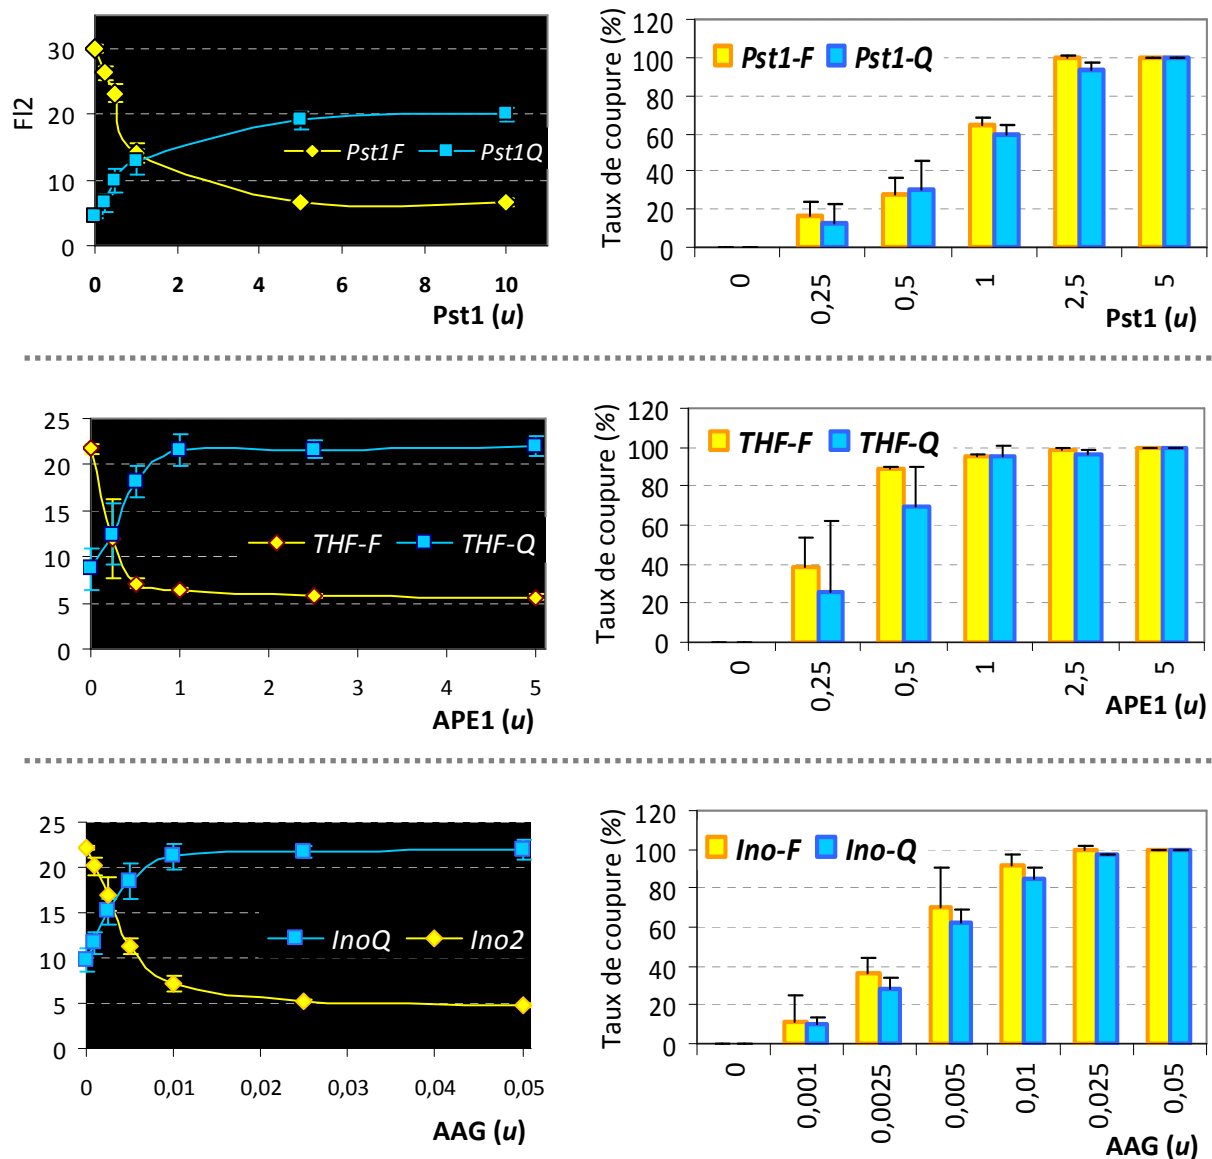 Fl2
30
20
10
0
Pst1F Pst1Q
0 2 4 6 8 10
Pst1 (u)
Taux de coupure (%)
120
100
80
60
40
20
0
Pst1-F Pst1-Q
0 0,25 0,5 1 2,5 5
Pst1 (u)
25
20
15
10
5
0
THF-F THF-Q
0 1 2 3 4 5
APE1 (u)
Taux de coupure (%)
120
100
80
60
40
20
0
THF-F THF-Q
0 0,25 0,5 1 2,5 5
APE1 (u)
25
20
15
10
5
0
InoQ Ino2
0 0,01 0,02 0,03 0,04 0,05
AAG (u)
Taux de coupure (%)
120
100
80
60
40
20
0
Ino-F Ino-Q
0 0,001 0,0025 0,005 0,01 0,025 0,05
AAG (u)